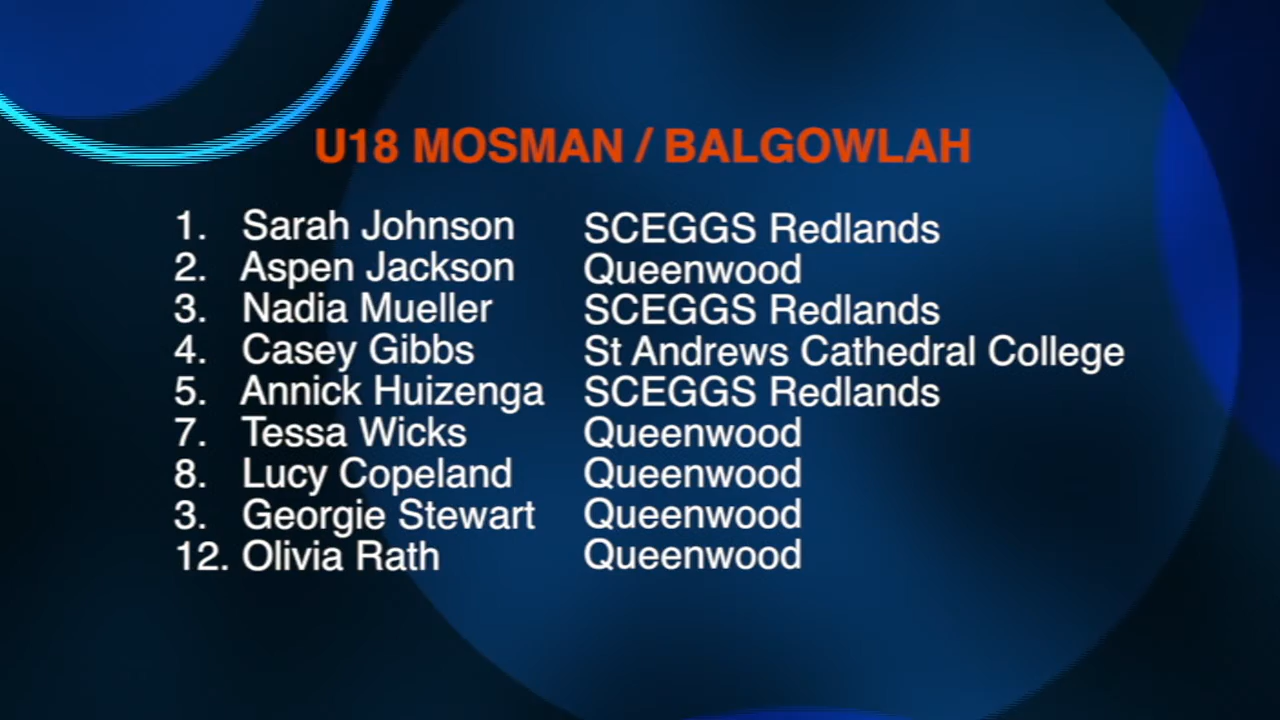 U18 MOSMAN / BALGOWLAH
1. Sarah Johnson SCEGGS Redlands
2. Aspen Jackson Queenwood
3. Nadia Mueller SCEGGS Redlands
4. Casey Gibbs St Andrews Cathedral College
5. Annick Huizenga SCEGGS Redlands
7. Tessa Wicks Queenwood
8. Lucy Copeland Queenwood
3. Georgie Stewart Queenwood
12. Olivia Rath Queenwood